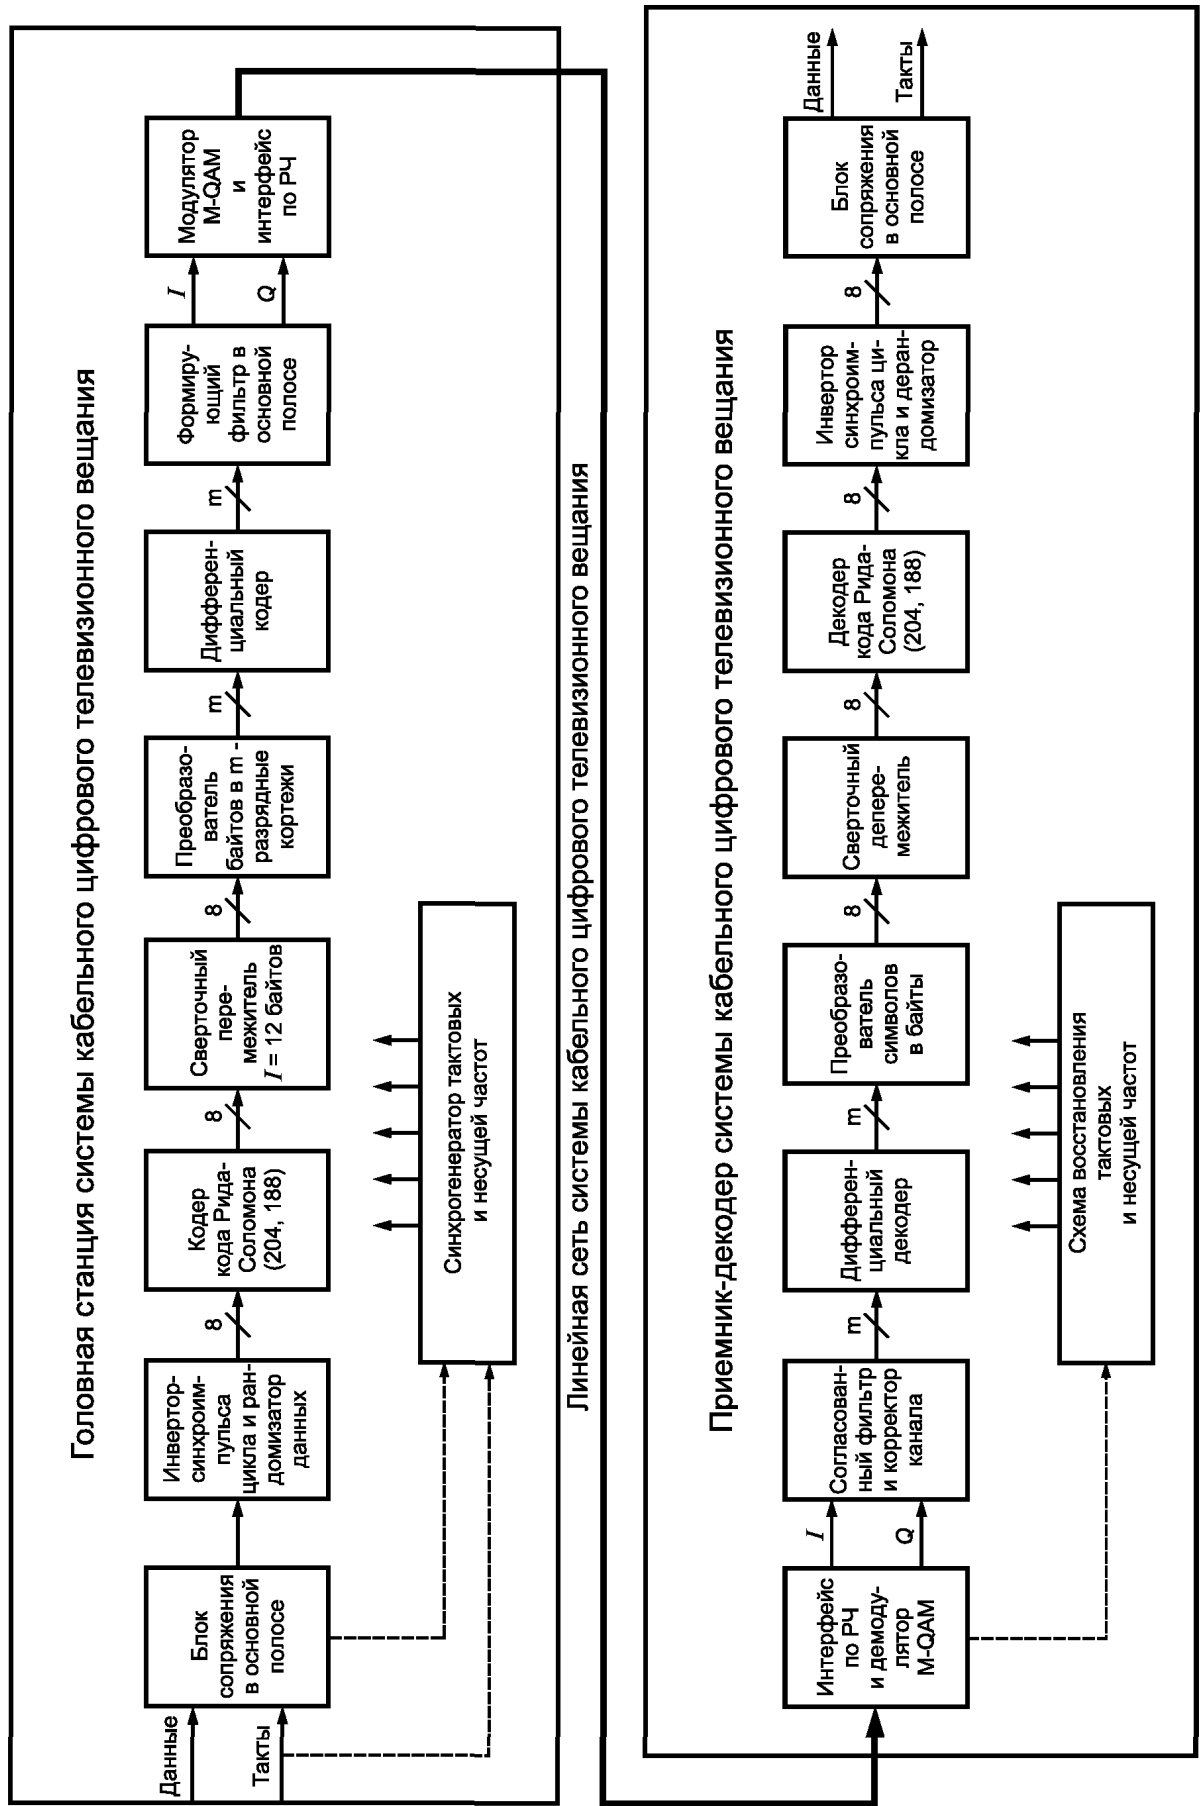 Головная станция системы кабельного цифрового телевизионного вещания
Данные
Такты
Блок
сопряжения
в основной
полосе
Инвертор-
синхроим-
пульса
цикла и ран-
домизатор
данных
8
Кодер
кода Рида-
Соломона
(204, 188)
8
Сверточный
пере-
межитель
I = 12 байтов
8
Преобразо-
ватель
байтов в m -
разрядные
кортежи
m
Дифферен-
циальный
кодер
m
Формиру-
ющий
фильтр в
основной
полосе
I
Q
Модулятор
M-QAM
и
интерфейс
по РЧ
Синхрогенератор тактовых
и несущей частот
Линейная сеть системы кабельного цифрового телевизионного вещания
Приемник-декодер системы кабельного цифрового телевизионного вещания
Интерфейс
по РЧ
и демоду-
лятор
M-QAM
I
Q
Согласован-
ный фильтр
и корректор
канала
m
Дифферен-
циальный
декодер
m
Преобразо-
ватель
символов
в байты
8
Сверточный
депере-
межитель
8
Декодер
кода Рида-
Соломона
(204, 188)
8
Инвертор
синхроим-
пульса ци-
кла и деран-
домизатор
8
Блок
сопряжения
в основной
полосе
Данные
Такты
Схема восстановления
тактовых
и несущей частот